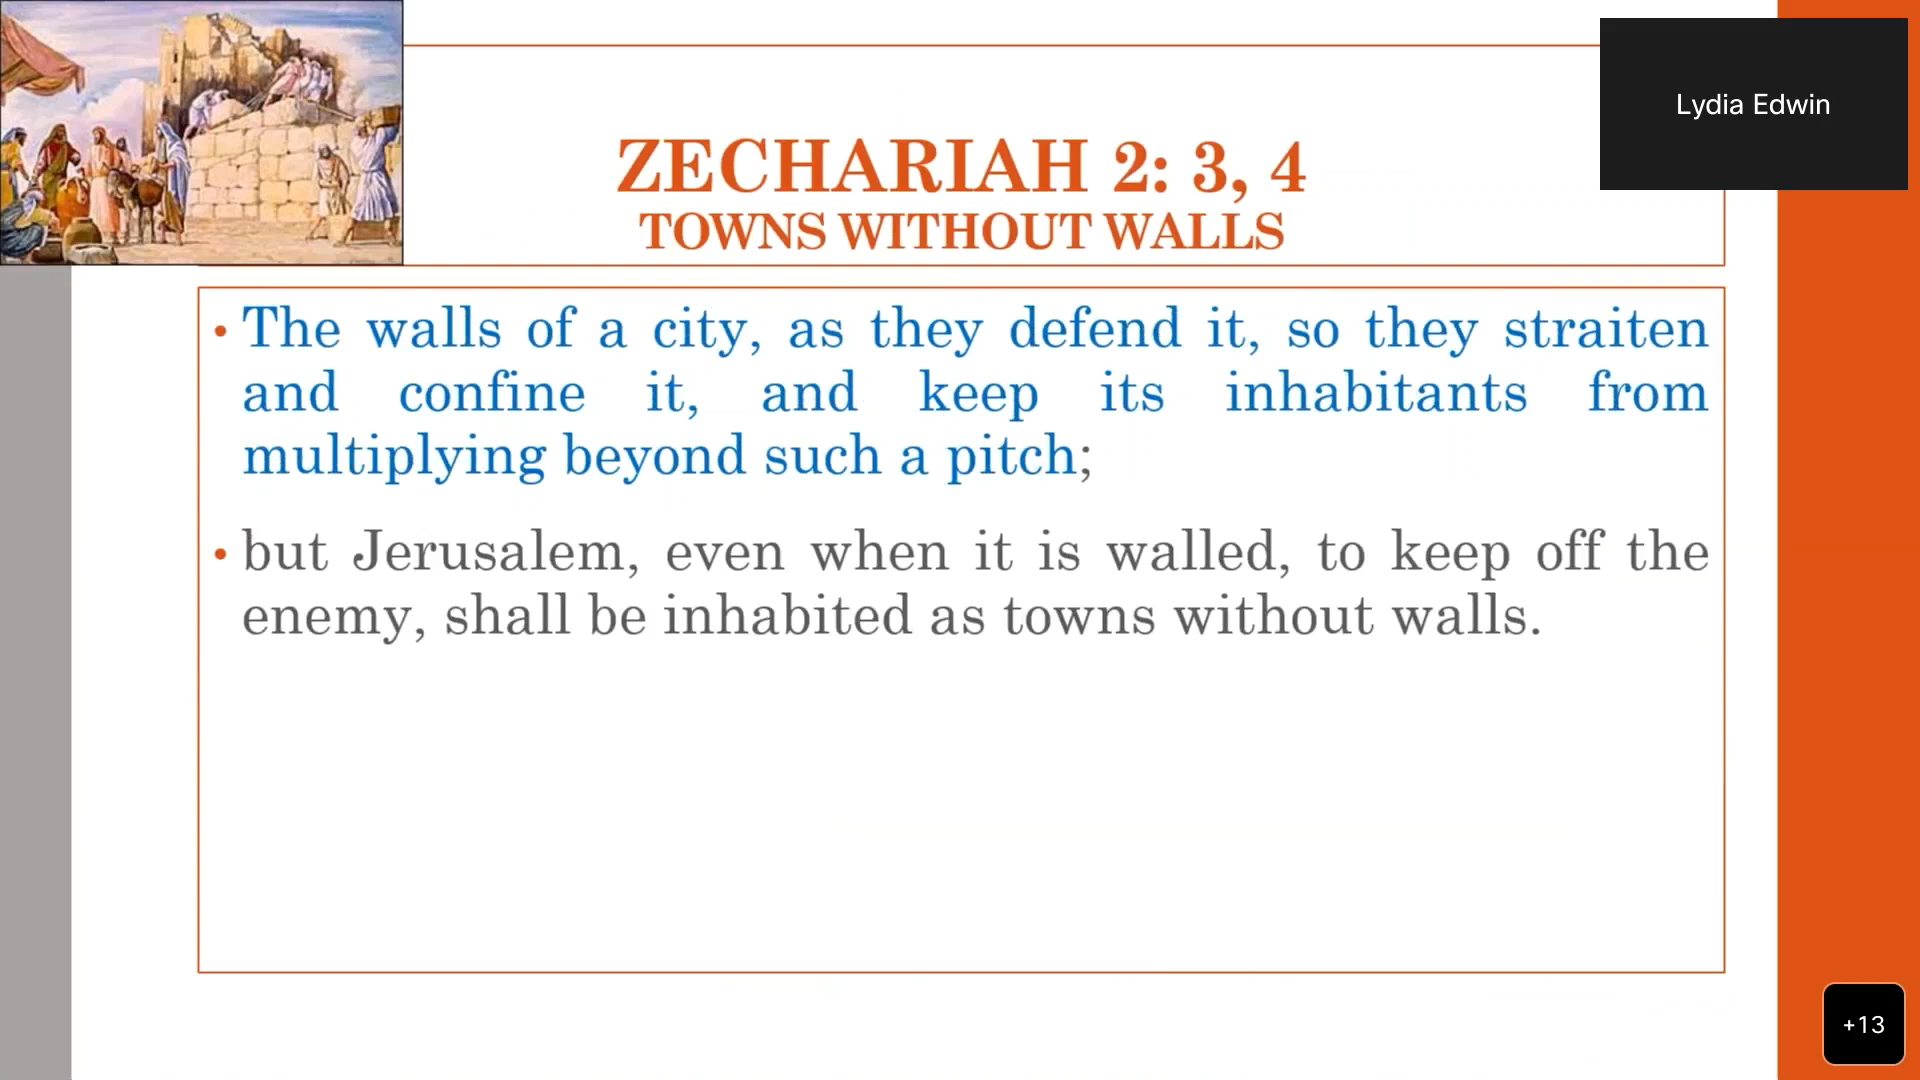 ZECHARIAH 2: 3, 4
TOWNS WITHOUT WALLS
Lydia Edwin
• The walls of a city, as they defend it, so they straiten
and confine it, and keep its inhabitants from
multiplying beyond such a pitch;
• but Jerusalem, even when it is walled, to keep off the
enemy, shall be inhabited as towns without walls.
+13